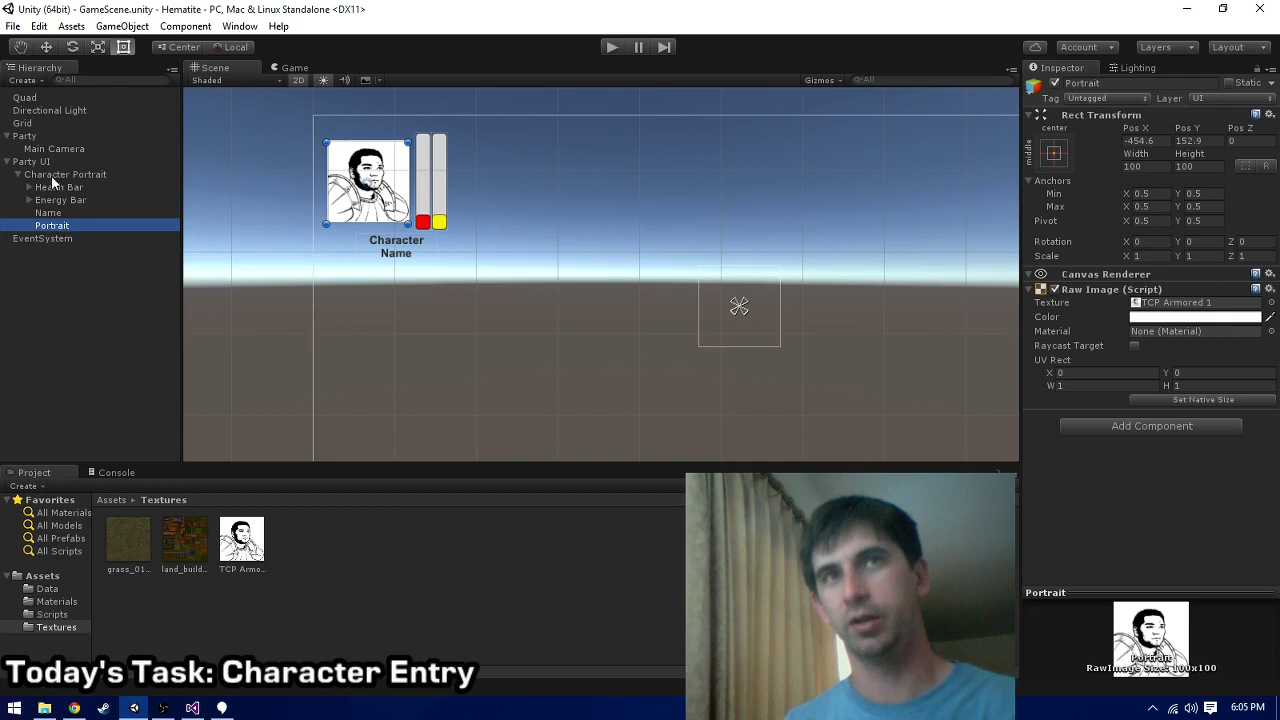 Unity (64bit) - GameScene.unity - Hematite - PC, Mac & Linux Standalone <DX11>
File Edit Assets GameObject Component Window Help
Center Local Account Layers Layout
Hierarchy Scene Game Inspector Lighting
Create All Shaded 2D Gizmos All
Portrait Static
Tag Untagged Layer UI
Quad
Directional Light
Grid
Party
Main Camera
Party UI
Character Portrait
Health Bar
Energy Bar
Name
Portrait
EventSystem
Character
Name
Rect Transform
center Pos X Pos Y Pos Z
middle -454.6 152.9 0
Width Height
100 100 R
Anchors
Min X 0.5 Y 0.5
Max X 0.5 Y 0.5
Pivot X 0.5 Y 0.5
Rotation X 0 Y 0 Z 0
Scale X 1 Y 1 Z 1
Canvas Renderer
Raw Image (Script)
Texture TCP Armored 1
Color
Material None (Material)
Raycast Target
UV Rect
X 0 Y 0
W 1 H 1
Set Native Size
Add Component
Project Console
Create
Favorites
All Materials
All Models
All Prefabs
All Scripts
Assets
Data
Materials
Scripts
Textures
Assets Textures
grass_01... land_build... TCP Armo...
Portrait
Portrait
RawImage Size: 100x100
Today's Task: Character Entry
6:05 PM